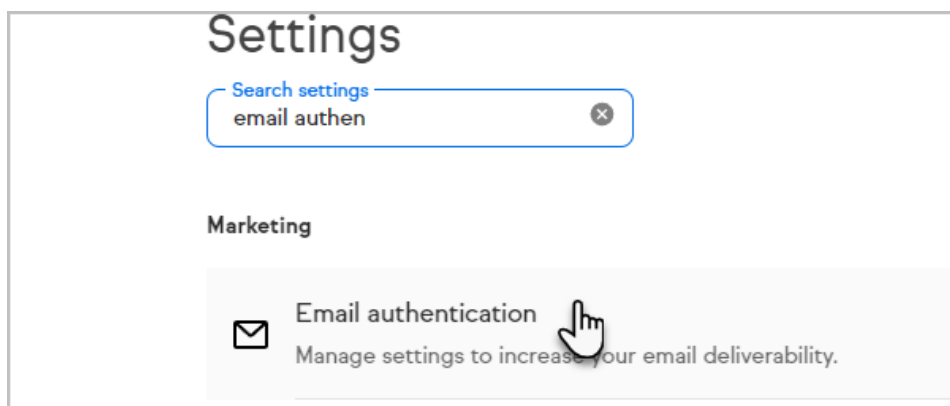 Settings
Search settings
email authen
Marketing
Email authentication
Manage settings to increase your email deliverability.